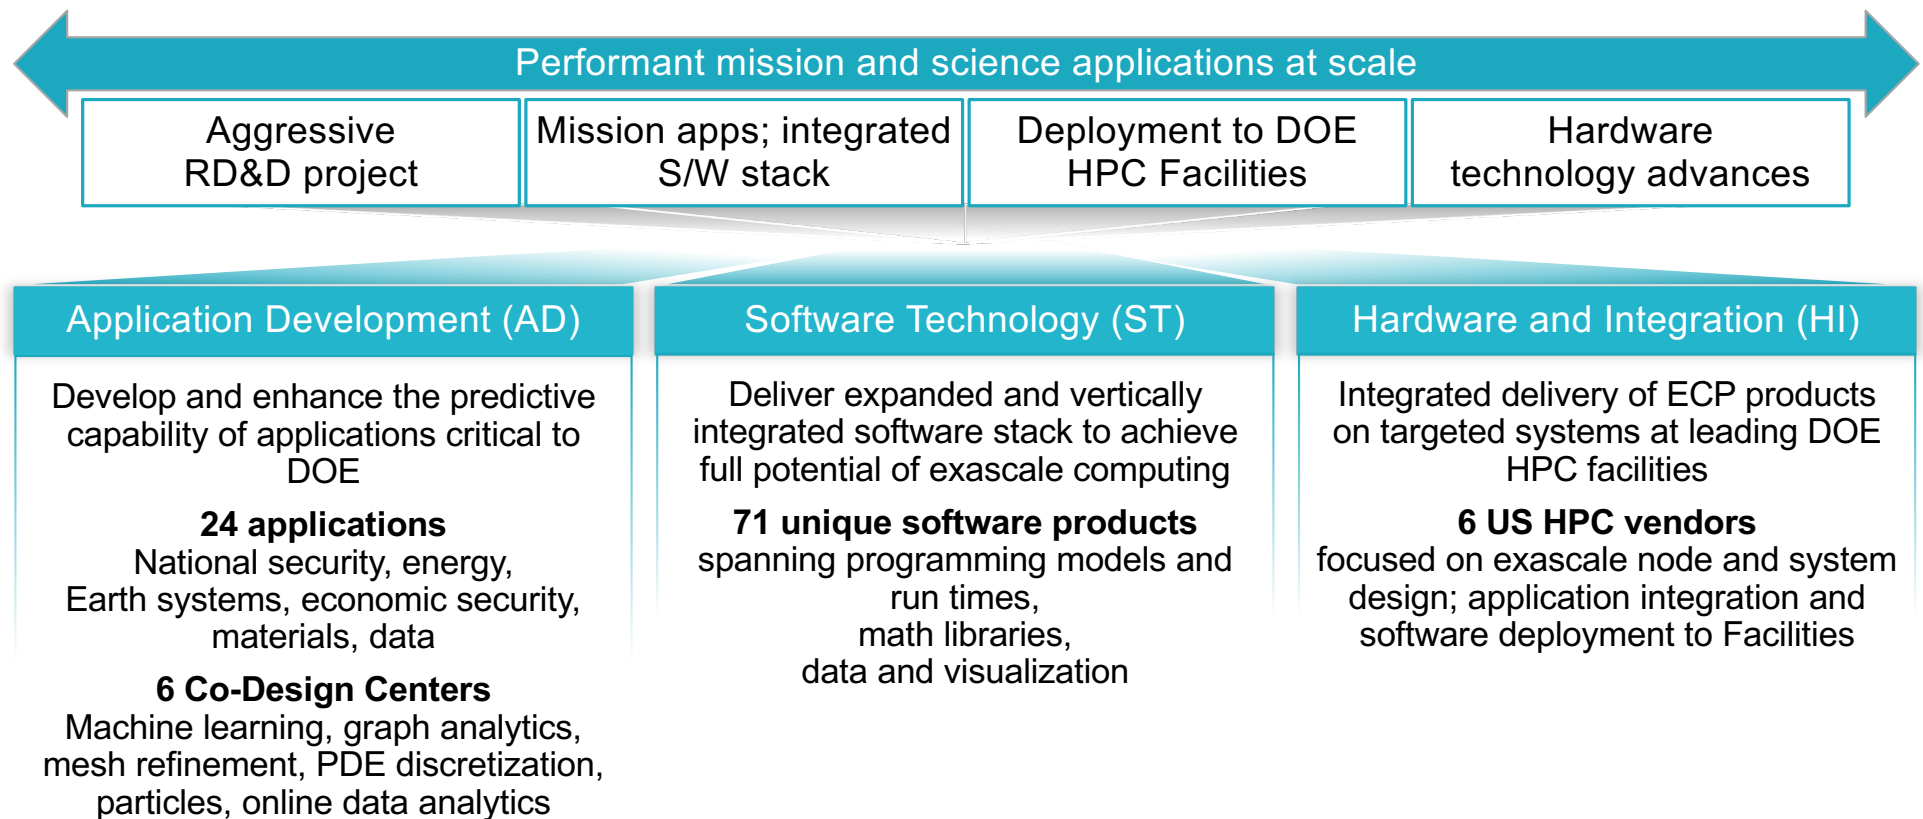 Performant mission and science applications at scale
Aggressive
RD&D project
Mission apps; integrated
S/W stack
Deployment to DOE
HPC Facilities
Hardware
technology advances
Application Development (AD)
Develop and enhance the predictive
capability of applications critical to
DOE
24 applications
National security, energy,
Earth systems, economic security,
materials, data
6 Co-Design Centers
Machine learning, graph analytics,
mesh refinement, PDE discretization,
particles, online data analytics
Software Technology (ST)
Deliver expanded and vertically
integrated software stack to achieve
full potential of exascale computing
71 unique software products
spanning programming models and
run times,
math libraries,
data and visualization
Hardware and Integration (HI)
Integrated delivery of ECP products
on targeted systems at leading DOE
HPC facilities
6 US HPC vendors
focused on exascale node and system
design; application integration and
software deployment to Facilities